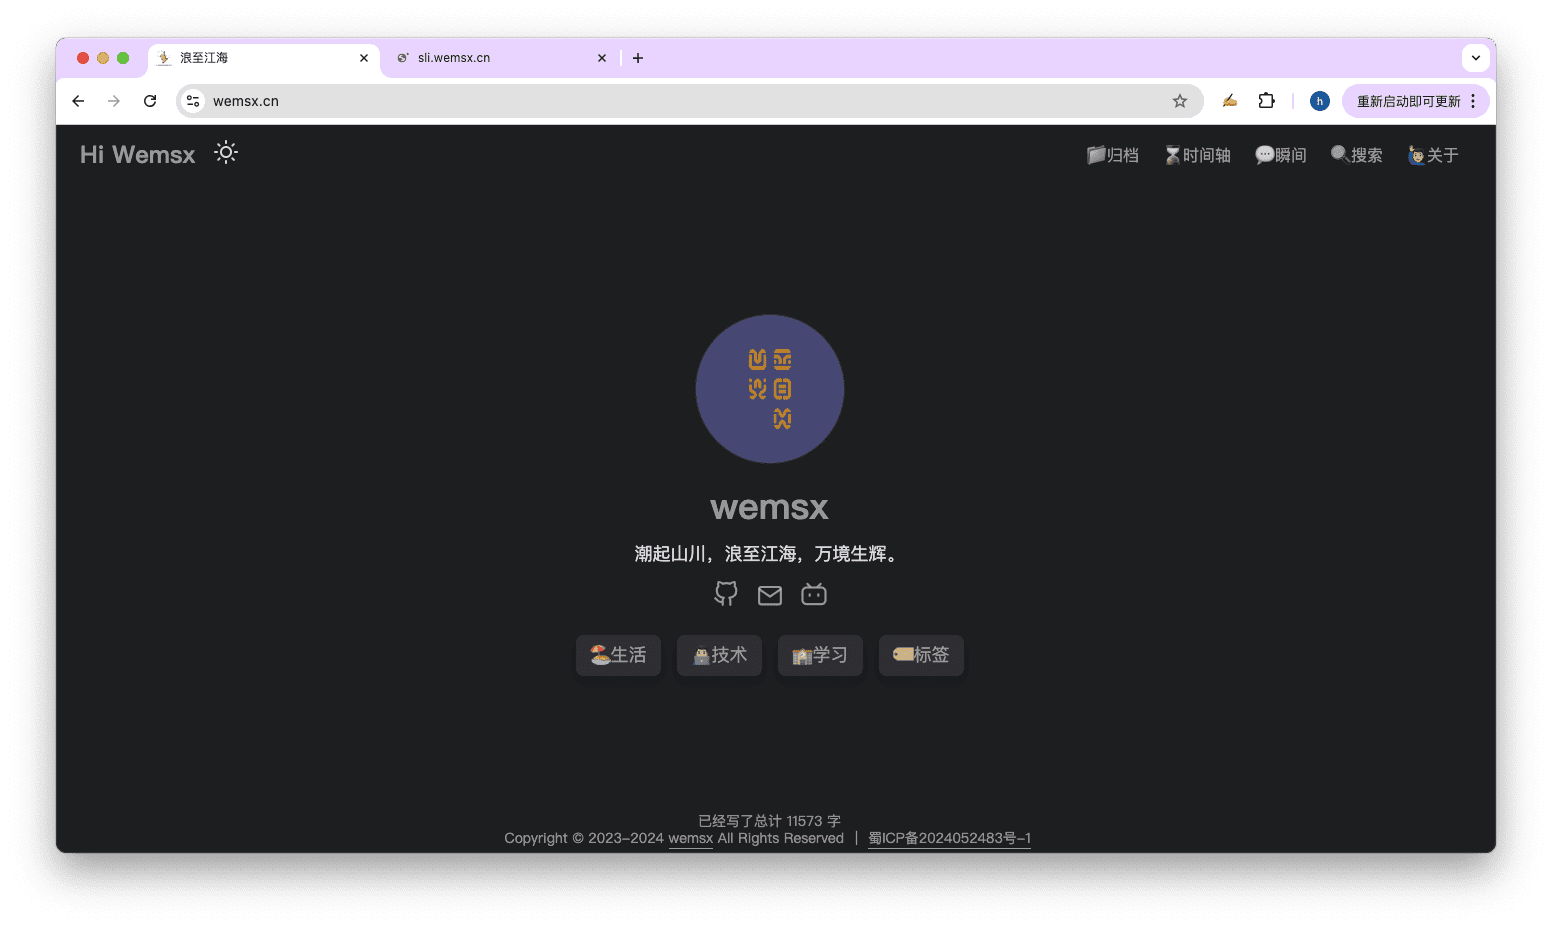 浪至江海
sli.wemsx.cn
wemsx.cn
h
重新启动即可更新
Hi Wemsx
归档
时间轴
瞬间
搜索
关于
wemsx
潮起山川，浪至江海，万境生辉。
生活
技术
学习
标签
已经写了总计 11573 字
Copyright © 2023-2024 wemsx All Rights Reserved | 蜀ICP备2024052483号-1